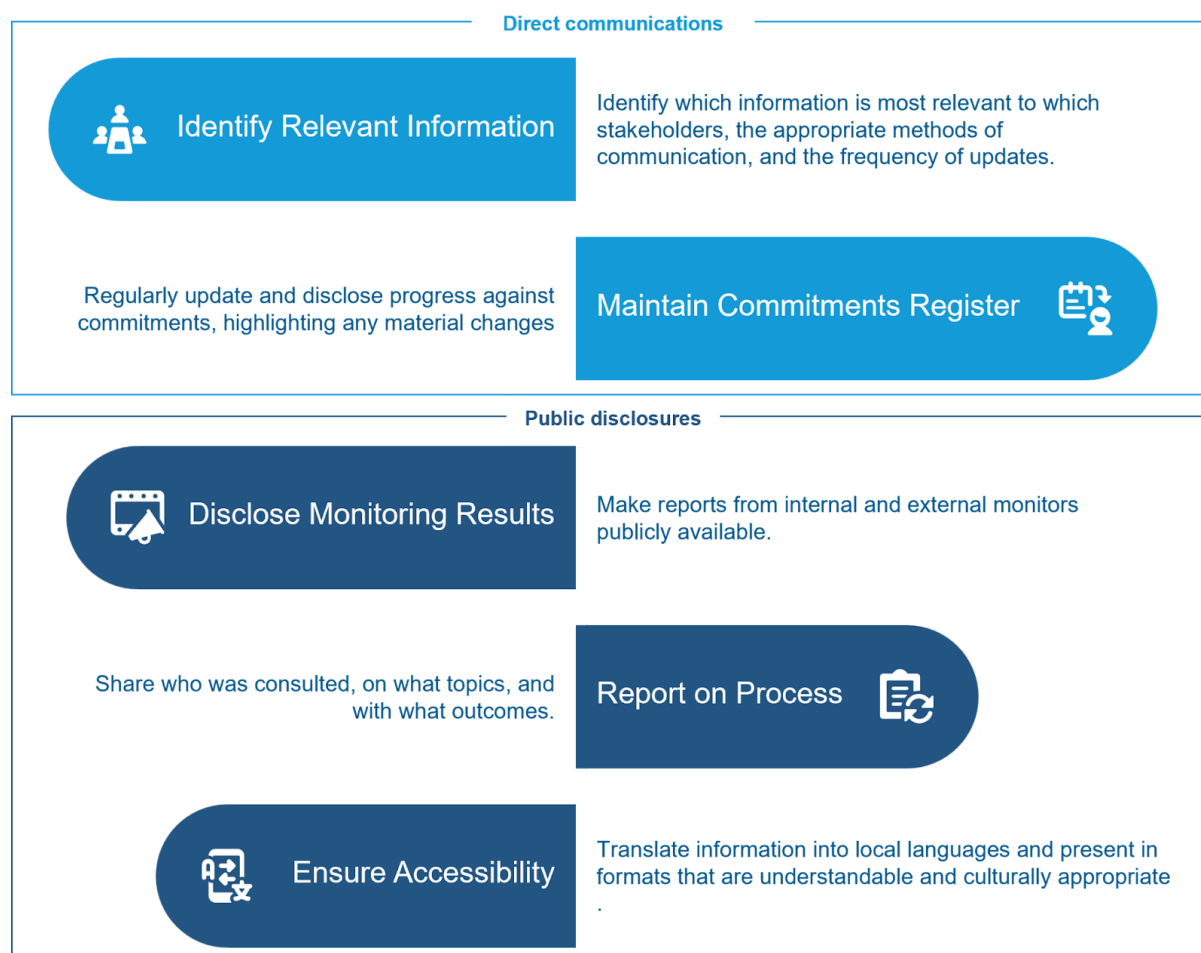 Direct communications
Identify Relevant Information
Identify which information is most relevant to which
stakeholders, the appropriate methods of
communication, and the frequency of updates.
Regularly update and disclose progress against
commitments, highlighting any material changes
Maintain Commitments Register
Public disclosures
Disclose Monitoring Results
Make reports from internal and external monitors
publicly available.
Share who was consulted, on what topics, and
with what outcomes.
Report on Process
Ensure Accessibility
Translate information into local languages and present in
formats that are understandable and culturally appropriate
.